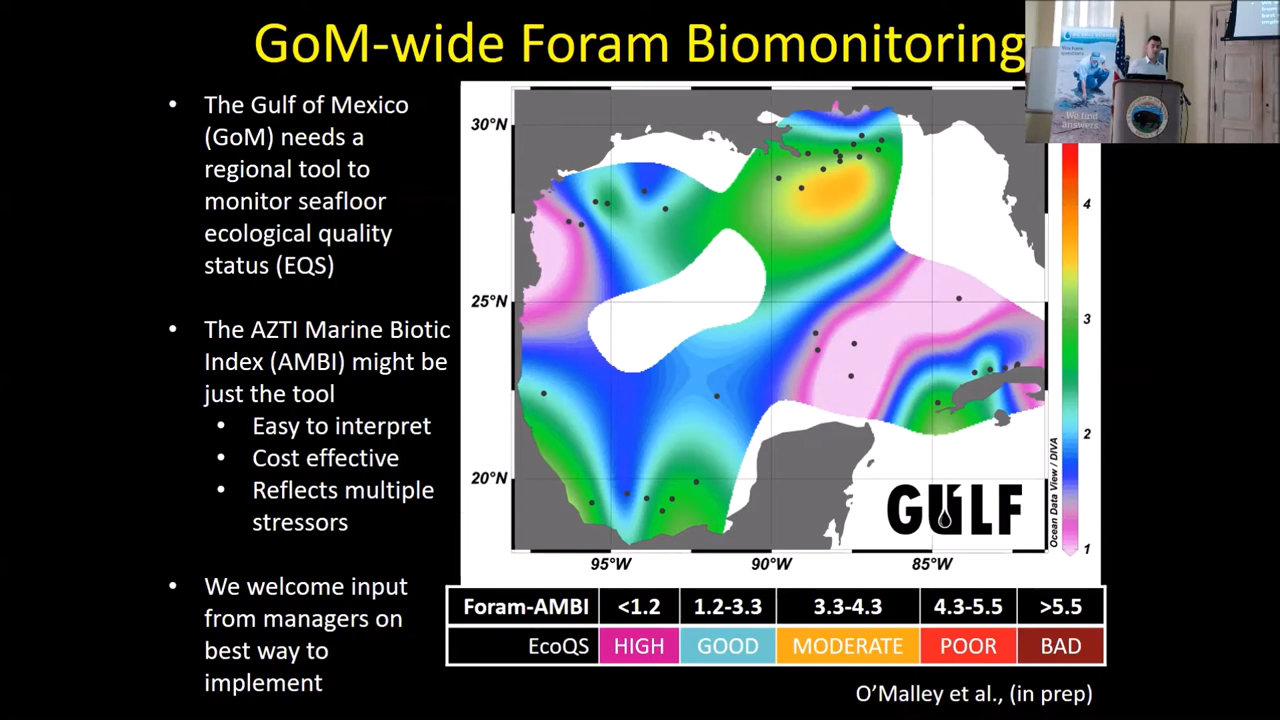 GoM-wide Foram Biomonitoring
• The Gulf of Mexico
(GoM) needs a
regional tool to
monitor seafloor
ecological quality
status (EQS)
• The AZTI Marine Biotic
Index (AMBI) might be
just the tool
• Easy to interpret
• Cost effective
• Reflects multiple
stressors
• We welcome input
from managers on
best way to
implement
30°N
25°N
20°N
95°W
90°W
85°W
4
3
2
1
Ocean Data View / DIVA
GULF
Foram-AMBI <1.2 1.2-3.3 3.3-4.3 4.3-5.5 >5.5
EcoQS HIGH GOOD MODERATE POOR BAD
O'Malley et al., (in prep)
We find
answers